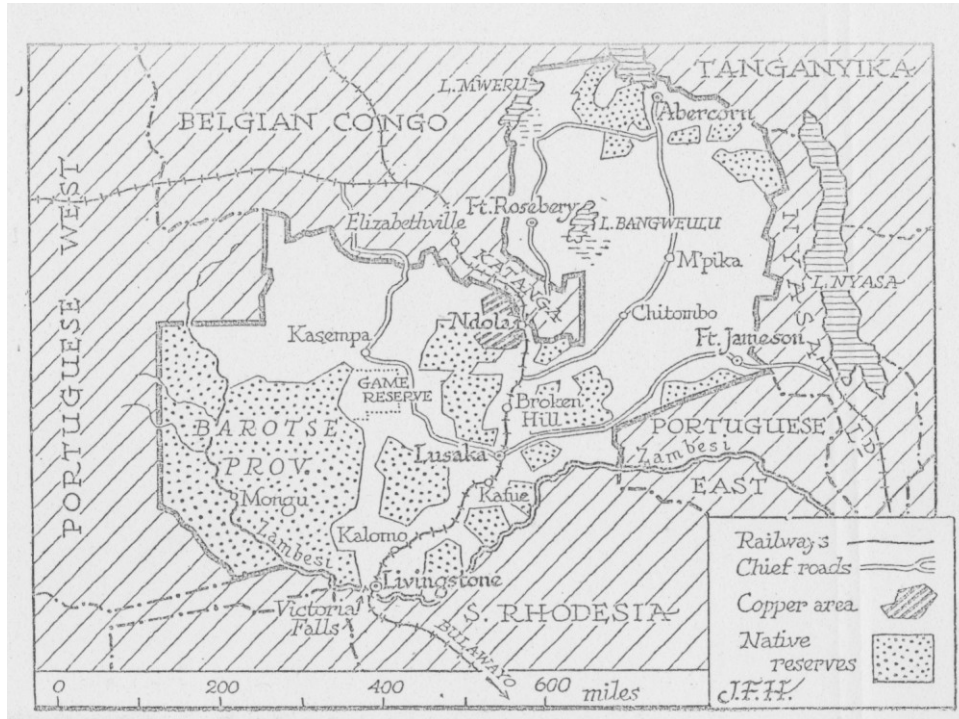 TANGANYIKA
L. MWERU
Abercorn
BELGIAN CONGO
PORTUGUESE WEST
Elizabethville
Ft. Rosebery
L. BANGWEULU
KATANGA
M'pika
NYASALD
L. NYASA
Kasempa
Ndola
Chitombo
Ft. Jameson
GAME
RESERVE
Broken
Hill
BAROTSE
PROV.
Lusaka
PORTUGUESE
EAST
Zambesi
Mongu
Kafue
Kalomo
Zambesi
Livingstone
Victoria
Falls
S. RHODESIA
BULAWAYO
Railways
Chief roads
Copper area
Native
reserves
J.F.H.
0 200 400 600 miles